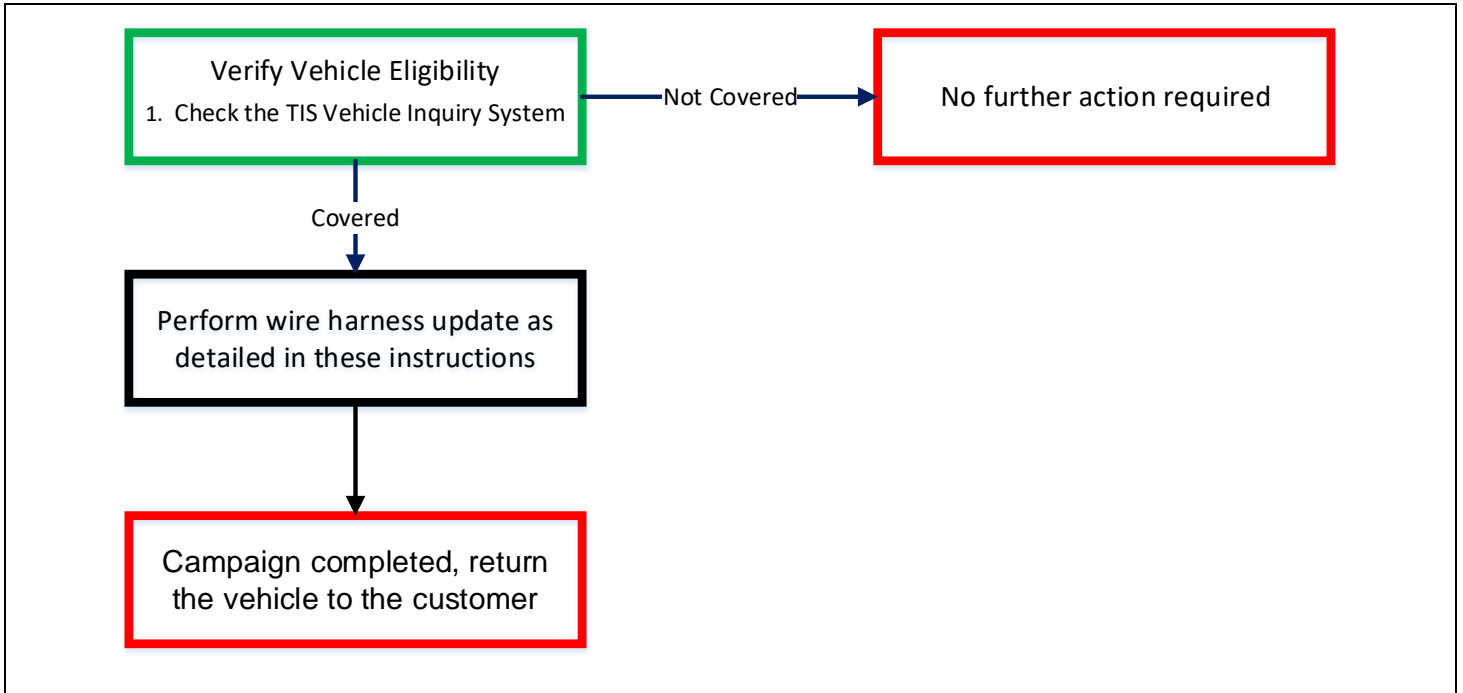 Verify Vehicle Eligibility
1. Check the TIS Vehicle Inquiry System
Not Covered
No further action required
Covered
Perform wire harness update as
detailed in these instructions
Campaign completed, return
the vehicle to the customer